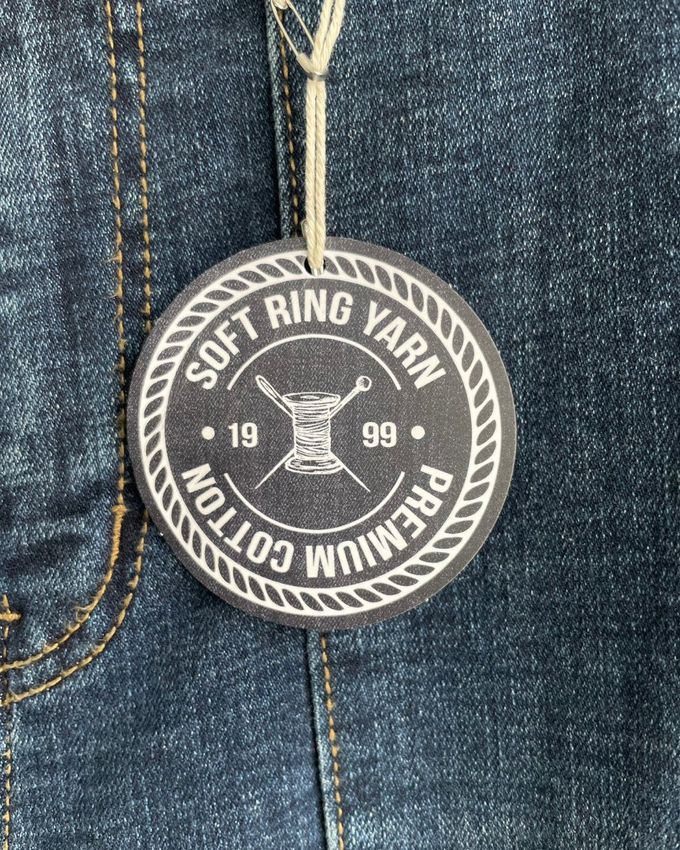 SOFT RING YARN
19 99
PREMIUM COTTON